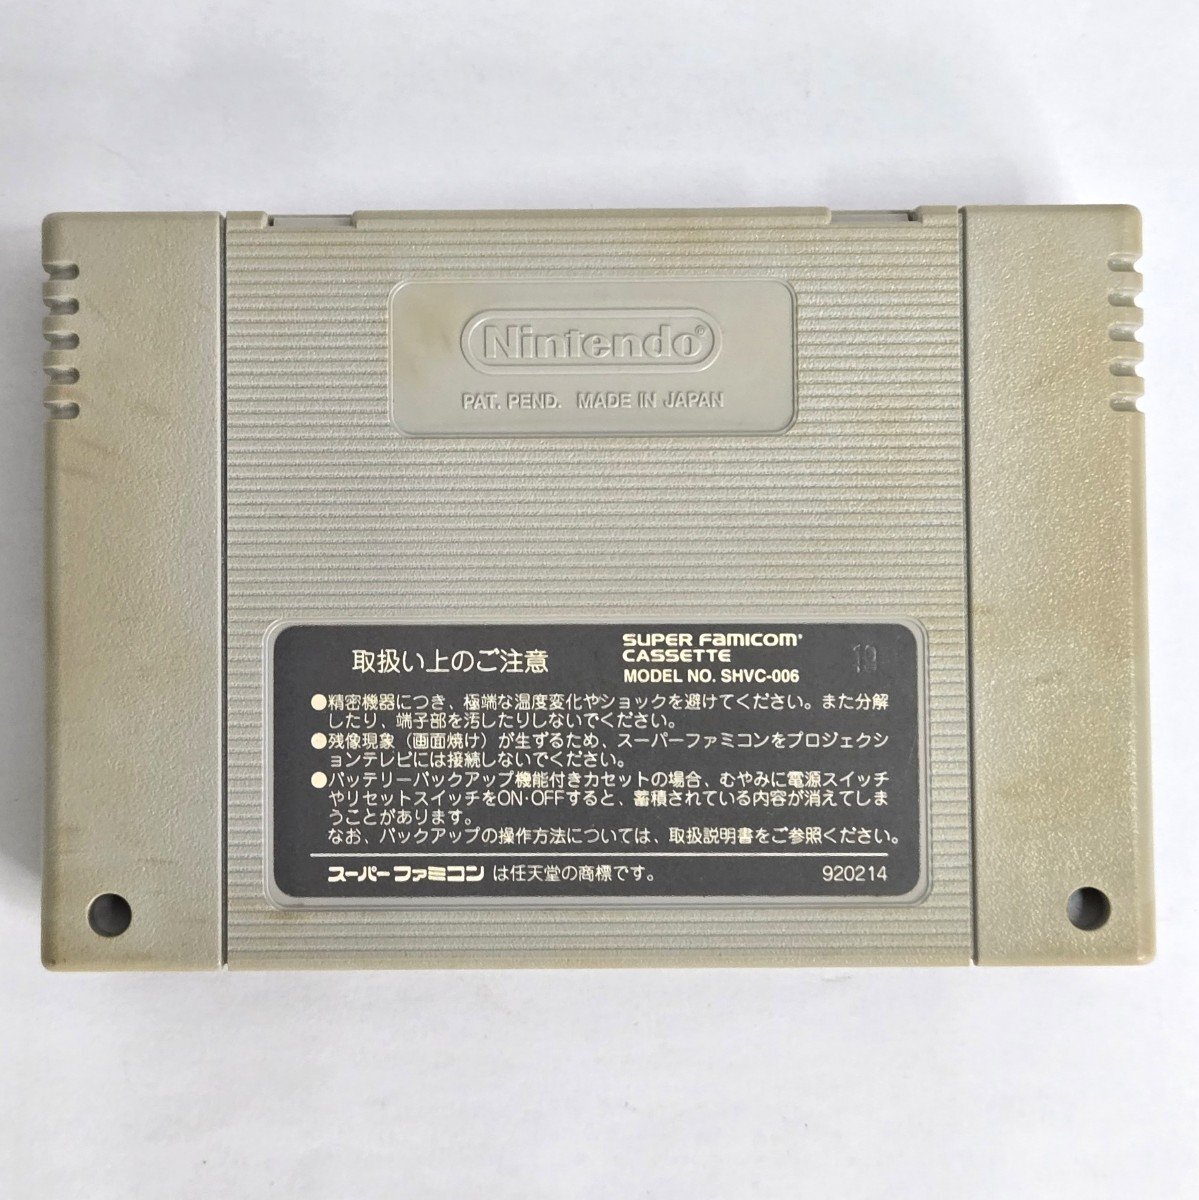 Nintendo®
PAT. PEND. MADE IN JAPAN
取扱い上のご注意
SUPER FAMICOM®
CASSETTE
MODEL NO. SHVC-006
●精密機器につき、極端な温度変化やショックを避けてください。また分解
したり、端子部を汚したりしないでください。
●残像現象（画面焼け）が生ずるため、スーパーファミコンをプロジェクシ
ョンテレビには接続しないでください。
●バッテリーバックアップ機能付きカセットの場合、むやみに電源スイッチ
やリセットスイッチをON·OFFすると、蓄積されている内容が消えてしま
うことがあります。
なお、バックアップの操作方法については、取扱説明書をご参照ください。
スーパーファミコン は任天堂の商標です。
920214